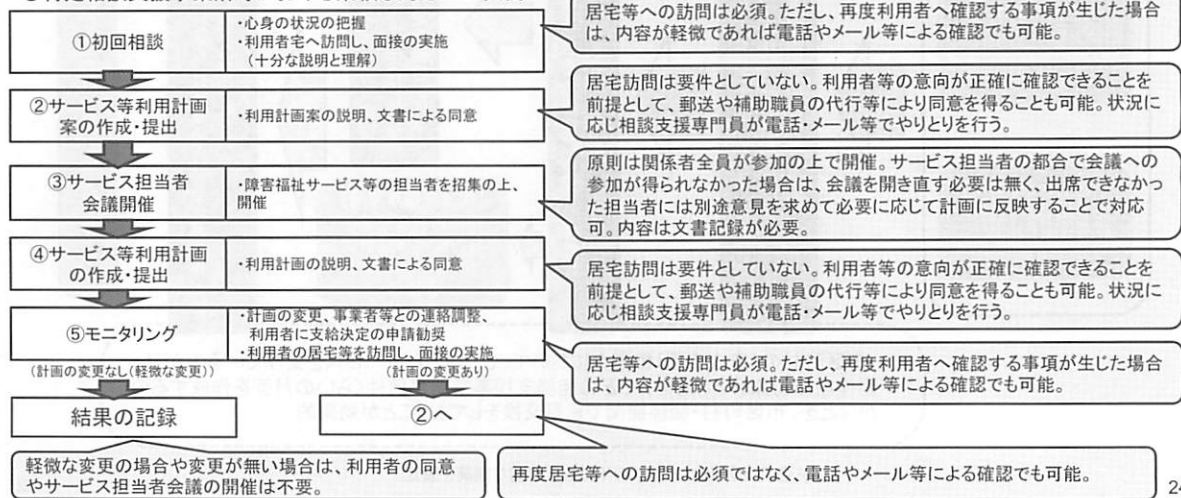 居宅等への訪問は必須。ただし、再度利用者へ確認する事項が生じた場合
は、内容が軽微であれば電話やメール等による確認でも可能。
①初回相談
・心身の状況の把握
・利用者宅へ訪問し、面接の実施
(十分な説明と理解)
居宅訪問は要件としていない。利用者等の意向が正確に確認できることを
前提として、郵送や補助職員の代行等により同意を得ることも可能。状況に
応じ相談支援専門員が電話・メール等でやりとりを行う。
②サービス等利用計画
案の作成・提出
・利用計画案の説明、文書による同意
原則は関係者全員が参加の上で開催。サービス担当者の都合で会議への
参加が得られなかった場合は、会議を開き直す必要は無く、出席できなかっ
た担当者には別途意見を求めて必要に応じて計画に反映することで対応
可。内容は文書記録が必要。
③サービス担当者
会議開催
・障害福祉サービス等の担当者を招集の上、
開催
④サービス等利用計画
の作成・提出
・利用計画の説明、文書による同意
居宅訪問は要件としていない。利用者等の意向が正確に確認できることを
前提として、郵送や補助職員の代行等により同意を得ることも可能。状況に
応じ相談支援専門員が電話・メール等でやりとりを行う。
⑤モニタリング
・計画の変更、事業者等との連絡調整、
利用者に支給決定の申請勧奨
・利用者の居宅等を訪問し、面接の実施
居宅等への訪問は必須。ただし、再度利用者へ確認する事項が生じた場合
は、内容が軽微であれば電話やメール等による確認でも可能。
(計画の変更なし(軽微な変更))
(計画の変更あり)
結果の記録
②へ
軽微な変更の場合や変更が無い場合は、利用者の同意
やサービス担当者会議の開催は不要。
再度居宅等への訪問は必須ではなく、電話やメール等による確認でも可能。
24